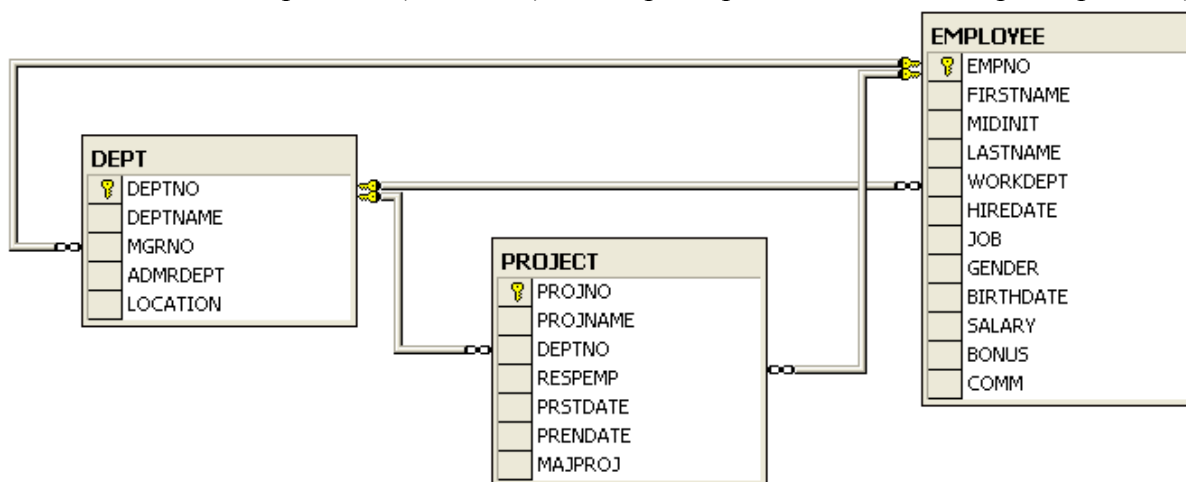 EMPLOYEE
EMPNO
FIRSTNAME
MIDINIT
LASTNAME
WORKDEPT
HIREDATE
JOB
GENDER
BIRTHDATE
SALARY
BONUS
COMM
DEPT
DEPTNO
DEPTNAME
MGRNO
ADMRDEPT
LOCATION
PROJECT
PROJNO
PROJNAME
DEPTNO
RESPEMP
PRSTDATE
PRENDATE
MAJPROJ